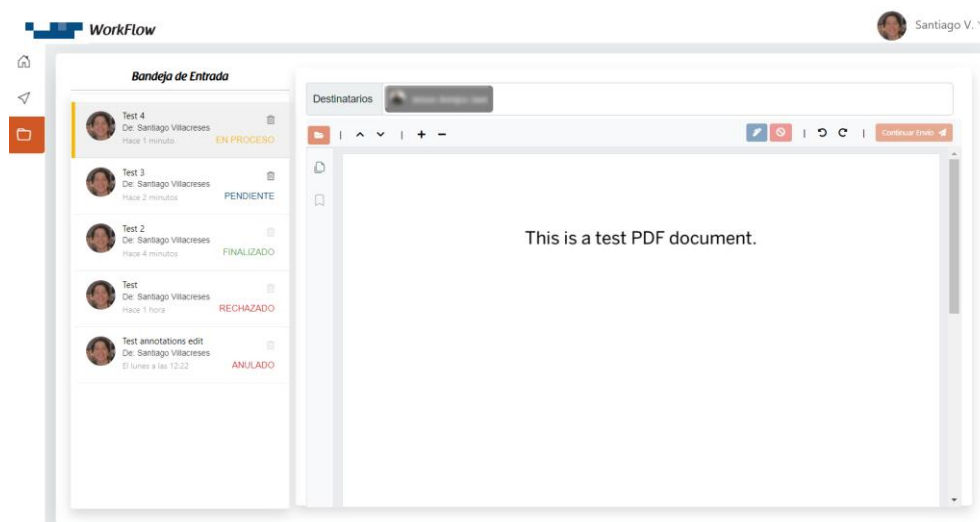 WorkFlow
Santiago V.
Bandeja de Entrada
Test 4
De: Santiago Villacreses
Hace 1 minuto
EN PROCESO
Test 3
De: Santiago Villacreses
Hace 2 minutos
PENDIENTE
Test 2
De: Santiago Villacreses
Hace 4 minutos
FINALIZADO
Test
De: Santiago Villacreses
Hace 1 hora
RECHAZADO
Test annotations edit
De: Santiago Villacreses
El lunes a las 12:22
ANULADO
Destinatarios
Continuar Envío
This is a test PDF document.